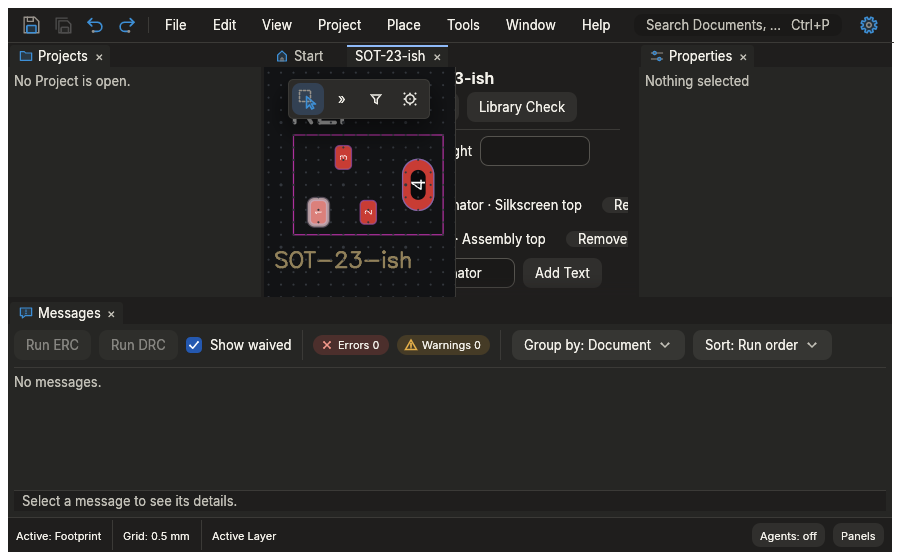 File Edit View Project Place Tools Window Help Search Documents, ... Ctrl+P
Projects × Start SOT-23-ish × Properties ×
No Project is open.
3-ish
Nothing selected
»
Library Check
ght
3
4
1
2
nator · Silkscreen top Re
· Assembly top Remove
SOT-23-ish
nator Add Text
Messages ×
Run ERC Run DRC Show waived Errors 0 Warnings 0 Group by: Document Sort: Run order
No messages.
Select a message to see its details.
Active: Footprint Grid: 0.5 mm Active Layer Agents: off Panels